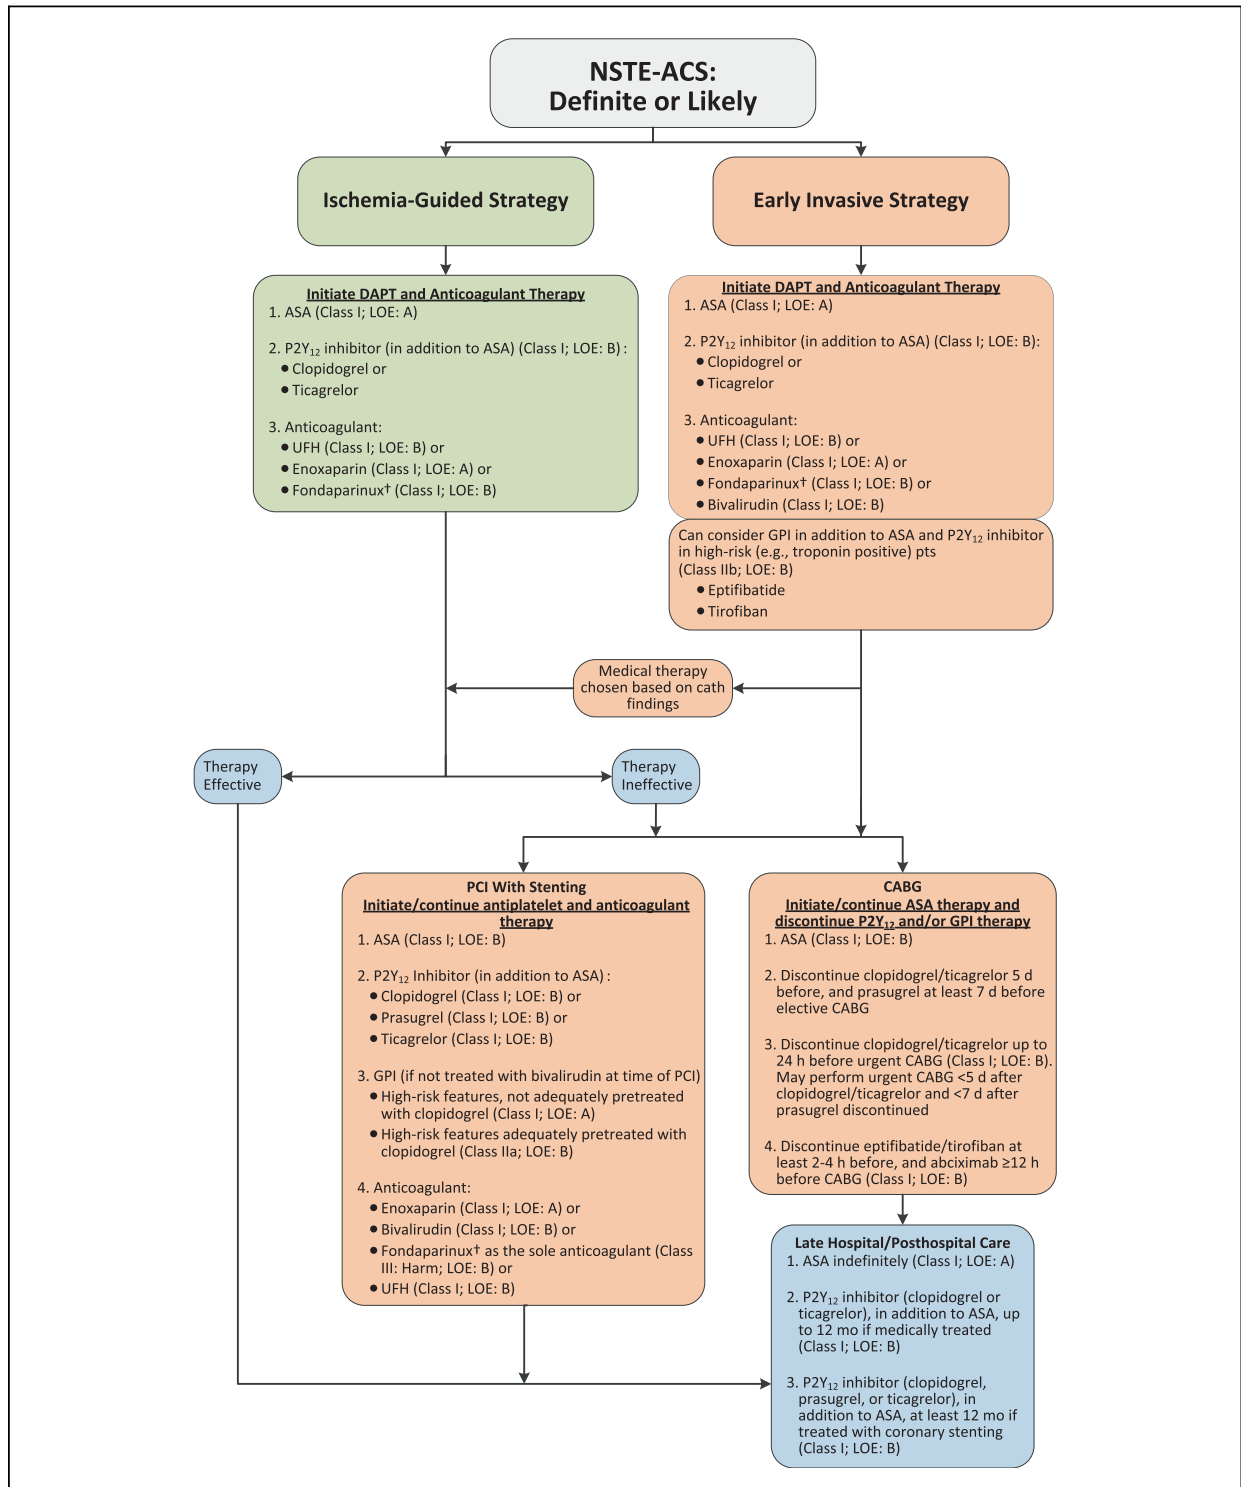 NSTE-ACS:
Definite or Likely
Ischemia-Guided Strategy
Early Invasive Strategy
Initiate DAPT and Anticoagulant Therapy
1. ASA (Class I; LOE: A)
2. P2Y₁₂ inhibitor (in addition to ASA) (Class I; LOE: B) :
● Clopidogrel or
● Ticagrelor
3. Anticoagulant:
● UFH (Class I; LOE: B) or
● Enoxaparin (Class I; LOE: A) or
● Fondaparinux† (Class I; LOE: B)
Initiate DAPT and Anticoagulant Therapy
1. ASA (Class I; LOE: A)
2. P2Y₁₂ inhibitor (in addition to ASA) (Class I; LOE: B):
● Clopidogrel or
● Ticagrelor
3. Anticoagulant:
● UFH (Class I; LOE: B) or
● Enoxaparin (Class I; LOE: A) or
● Fondaparinux† (Class I; LOE: B) or
● Bivalirudin (Class I; LOE: B)
Can consider GPI in addition to ASA and P2Y₁₂ inhibitor
in high-risk (e.g., troponin positive) pts
(Class IIb; LOE: B)
● Eptifibatide
● Tirofiban
Medical therapy
chosen based on cath
findings
Therapy
Effective
Therapy
Ineffective
PCI With Stenting
Initiate/continue antiplatelet and anticoagulant
therapy
1. ASA (Class I; LOE: B)
2. P2Y₁₂ Inhibitor (in addition to ASA) :
● Clopidogrel (Class I; LOE: B) or
● Prasugrel (Class I; LOE: B) or
● Ticagrelor (Class I; LOE: B)
3. GPI (if not treated with bivalirudin at time of PCI)
● High-risk features, not adequately pretreated
with clopidogrel (Class I; LOE: A)
● High-risk features adequately pretreated with
clopidogrel (Class IIa; LOE: B)
4. Anticoagulant:
● Enoxaparin (Class I; LOE: A) or
● Bivalirudin (Class I; LOE: B) or
● Fondaparinux† as the sole anticoagulant (Class
III: Harm; LOE: B) or
● UFH (Class I; LOE: B)
CABG
Initiate/continue ASA therapy and
discontinue P2Y₁₂ and/or GPI therapy
1. ASA (Class I; LOE: B)
2. Discontinue clopidogrel/ticagrelor 5 d
before, and prasugrel at least 7 d before
elective CABG
3. Discontinue clopidogrel/ticagrelor up to
24 h before urgent CABG (Class I; LOE: B).
May perform urgent CABG <5 d after
clopidogrel/ticagrelor and <7 d after
prasugrel discontinued
4. Discontinue eptifibatide/tirofiban at
least 2-4 h before, and abciximab ≥12 h
before CABG (Class I; LOE: B)
Late Hospital/Posthospital Care
1. ASA indefinitely (Class I; LOE: A)
2. P2Y₁₂ inhibitor (clopidogrel or
ticagrelor), in addition to ASA, up
to 12 mo if medically treated
(Class I; LOE: B)
3. P2Y₁₂ inhibitor (clopidogrel,
prasugrel, or ticagrelor), in
addition to ASA, at least 12 mo if
treated with coronary stenting
(Class I; LOE: B)